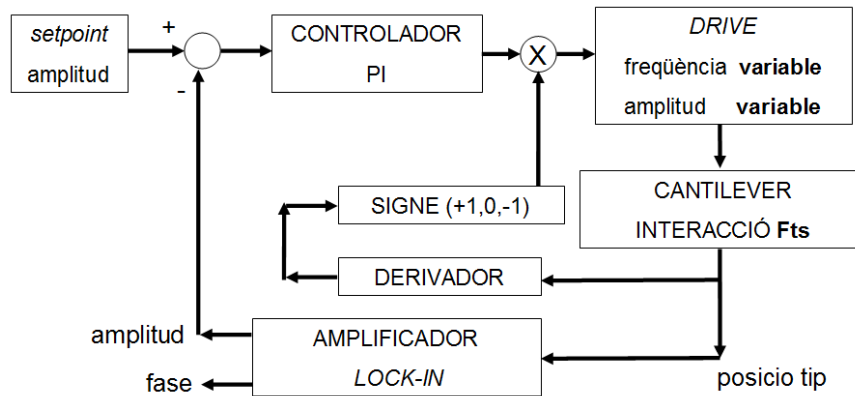 setpoint
amplitud
+
-
CONTROLADOR
PI
X
DRIVE
freqüència variable
amplitud variable
SIGNE (+1,0,-1)
CANTILEVER
INTERACCIÓ Fts
DERIVADOR
amplitud
fase
AMPLIFICADOR
LOCK-IN
posicio tip